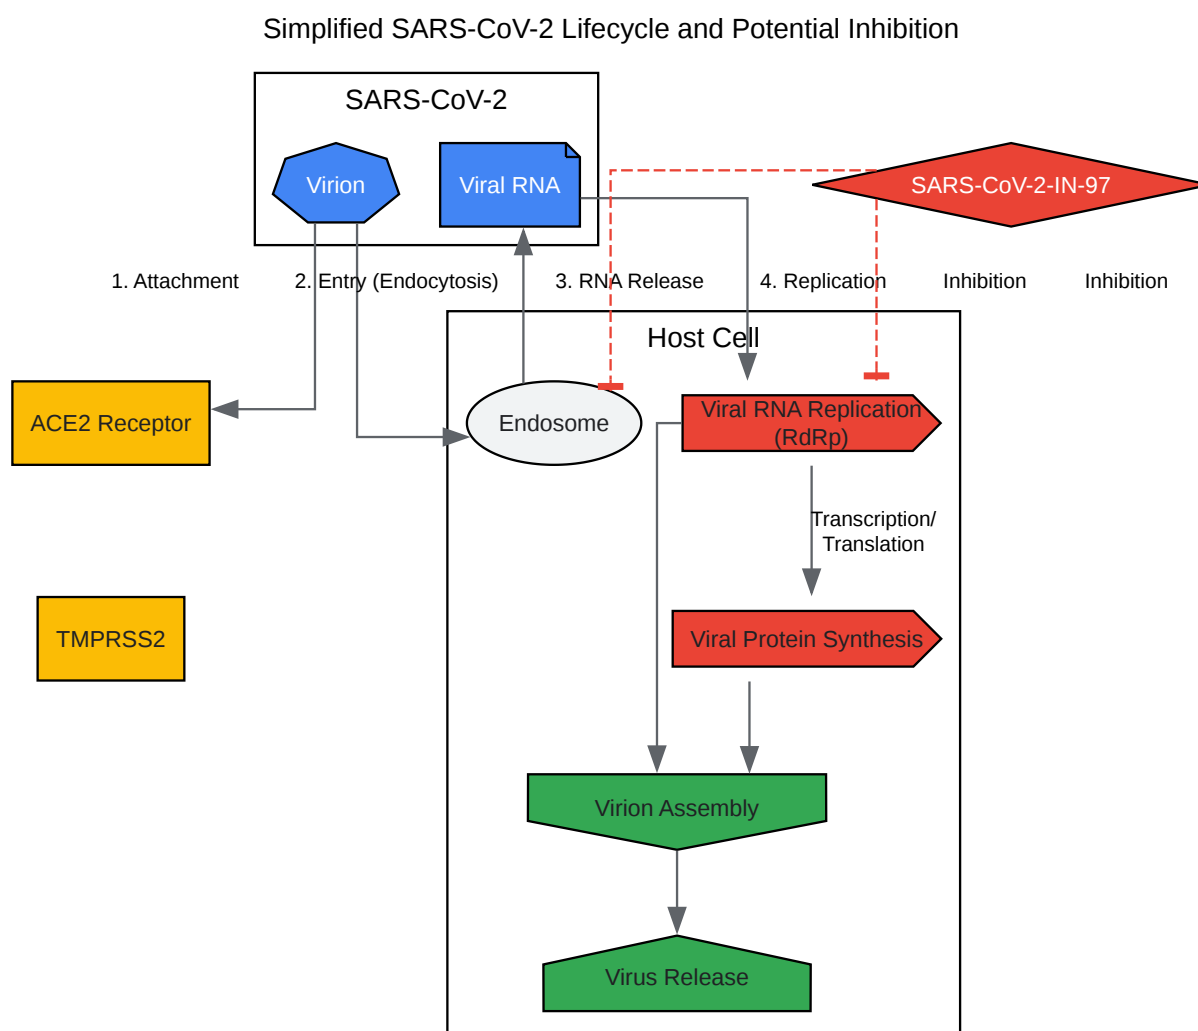 Simplified SARS-CoV-2 Lifecycle and Potential Inhibition
SARS-CoV-2
Virion
Viral RNA
SARS-CoV-2-IN-97
1. Attachment
2. Entry (Endocytosis)
3. RNA Release
4. Replication
Inhibition
Inhibition
Host Cell
ACE2 Receptor
Endosome
Viral RNA Replication
(RdRp)
Transcription/
Translation
TMPRSS2
Viral Protein Synthesis
Virion Assembly
Virus Release